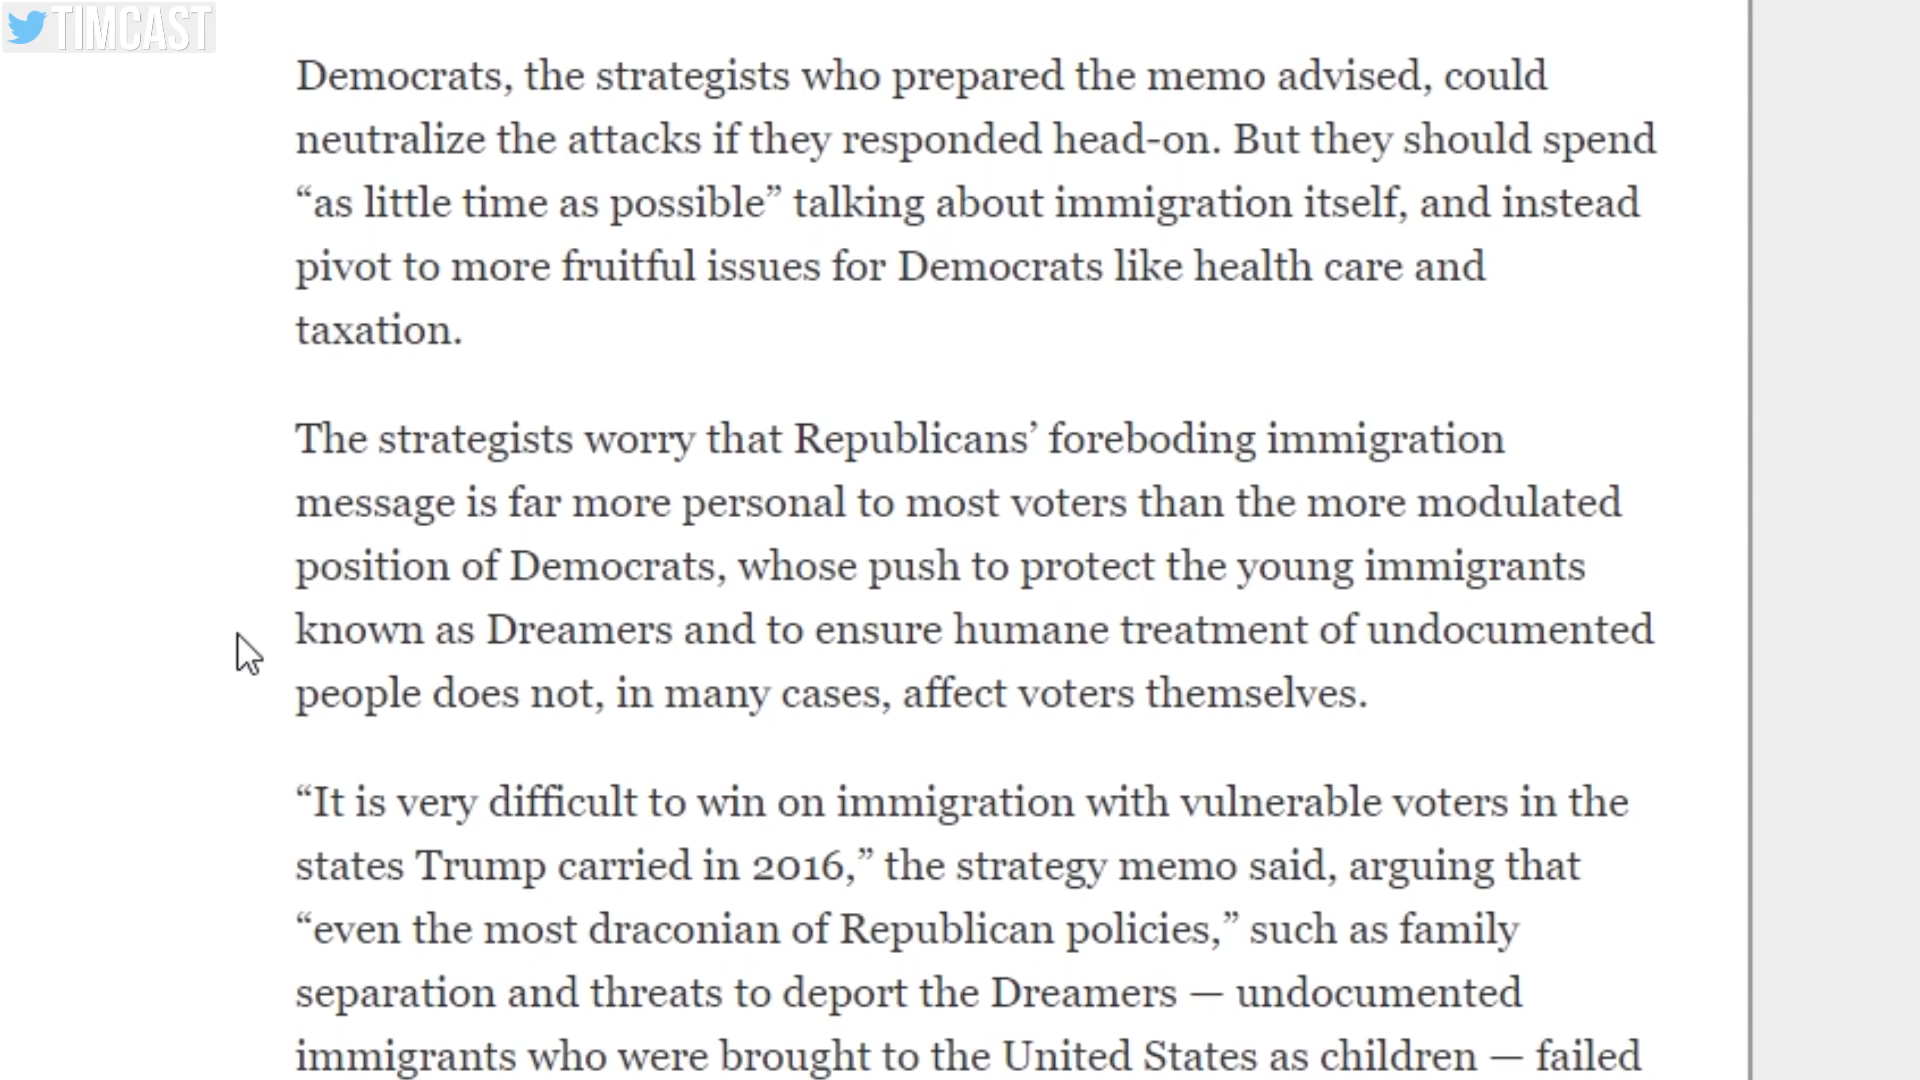 TIMCAST
Democrats, the strategists who prepared the memo advised, could
neutralize the attacks if they responded head-on. But they should spend
“as little time as possible” talking about immigration itself, and instead
pivot to more fruitful issues for Democrats like health care and
taxation.
The strategists worry that Republicans’ foreboding immigration
message is far more personal to most voters than the more modulated
position of Democrats, whose push to protect the young immigrants
known as Dreamers and to ensure humane treatment of undocumented
people does not, in many cases, affect voters themselves.
“It is very difficult to win on immigration with vulnerable voters in the
states Trump carried in 2016,” the strategy memo said, arguing that
“even the most draconian of Republican policies,” such as family
separation and threats to deport the Dreamers — undocumented
immigrants who were brought to the United States as children — failed